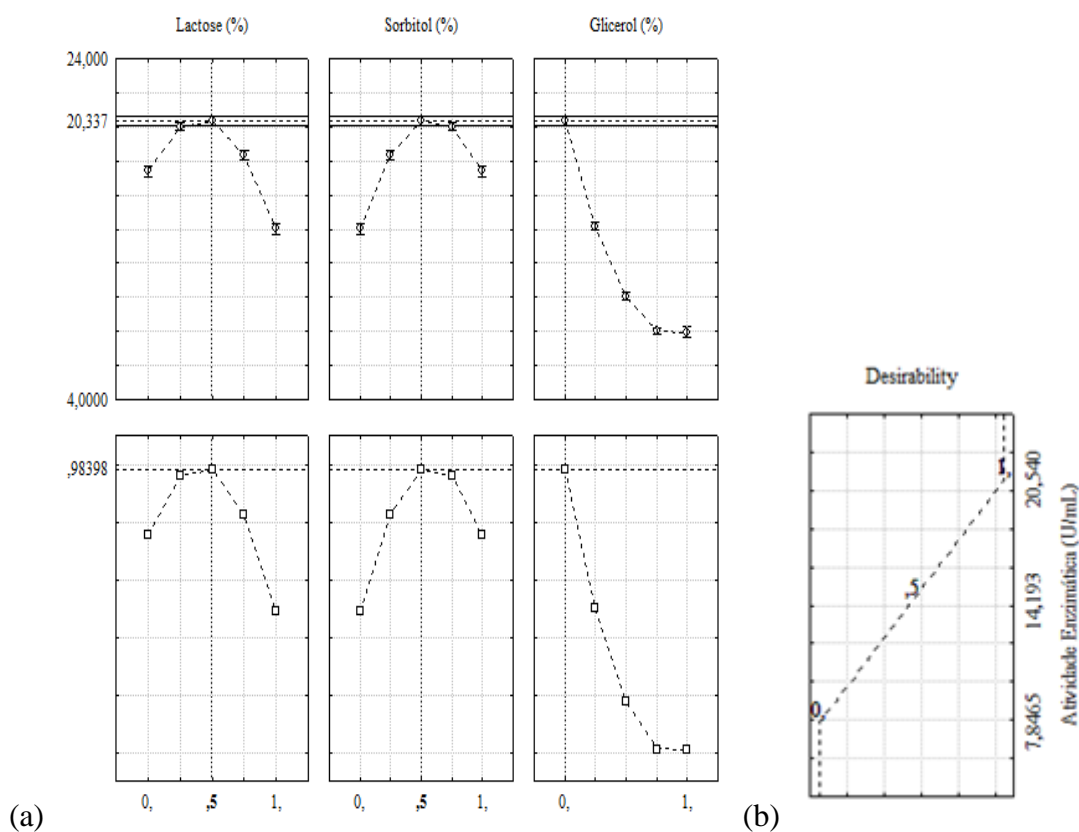 Lactose (%) Sorbitol (%) Glicerol (%)
24,000
20,337
4,0000
,98398
0, ,5 1, 0, ,5 1, 0, 1,
(a)
Desirability
1,
,5
0,
20,540
14,193
7,8465
Atividade Enzimática (U/mL)
(b)